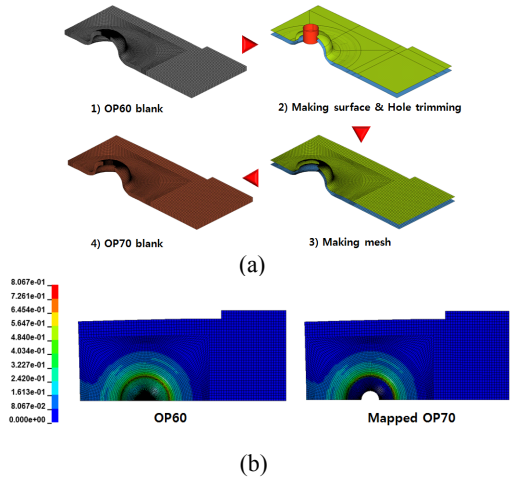 1) OP60 blank
2) Making surface & Hole trimming
4) OP70 blank
3) Making mesh
(a)
8.067e-01
7.261e-01
6.454e-01
5.647e-01
4.840e-01
4.034e-01
3.227e-01
2.420e-01
1.613e-01
8.067e-02
0.000e+00
OP60
Mapped OP70
(b)